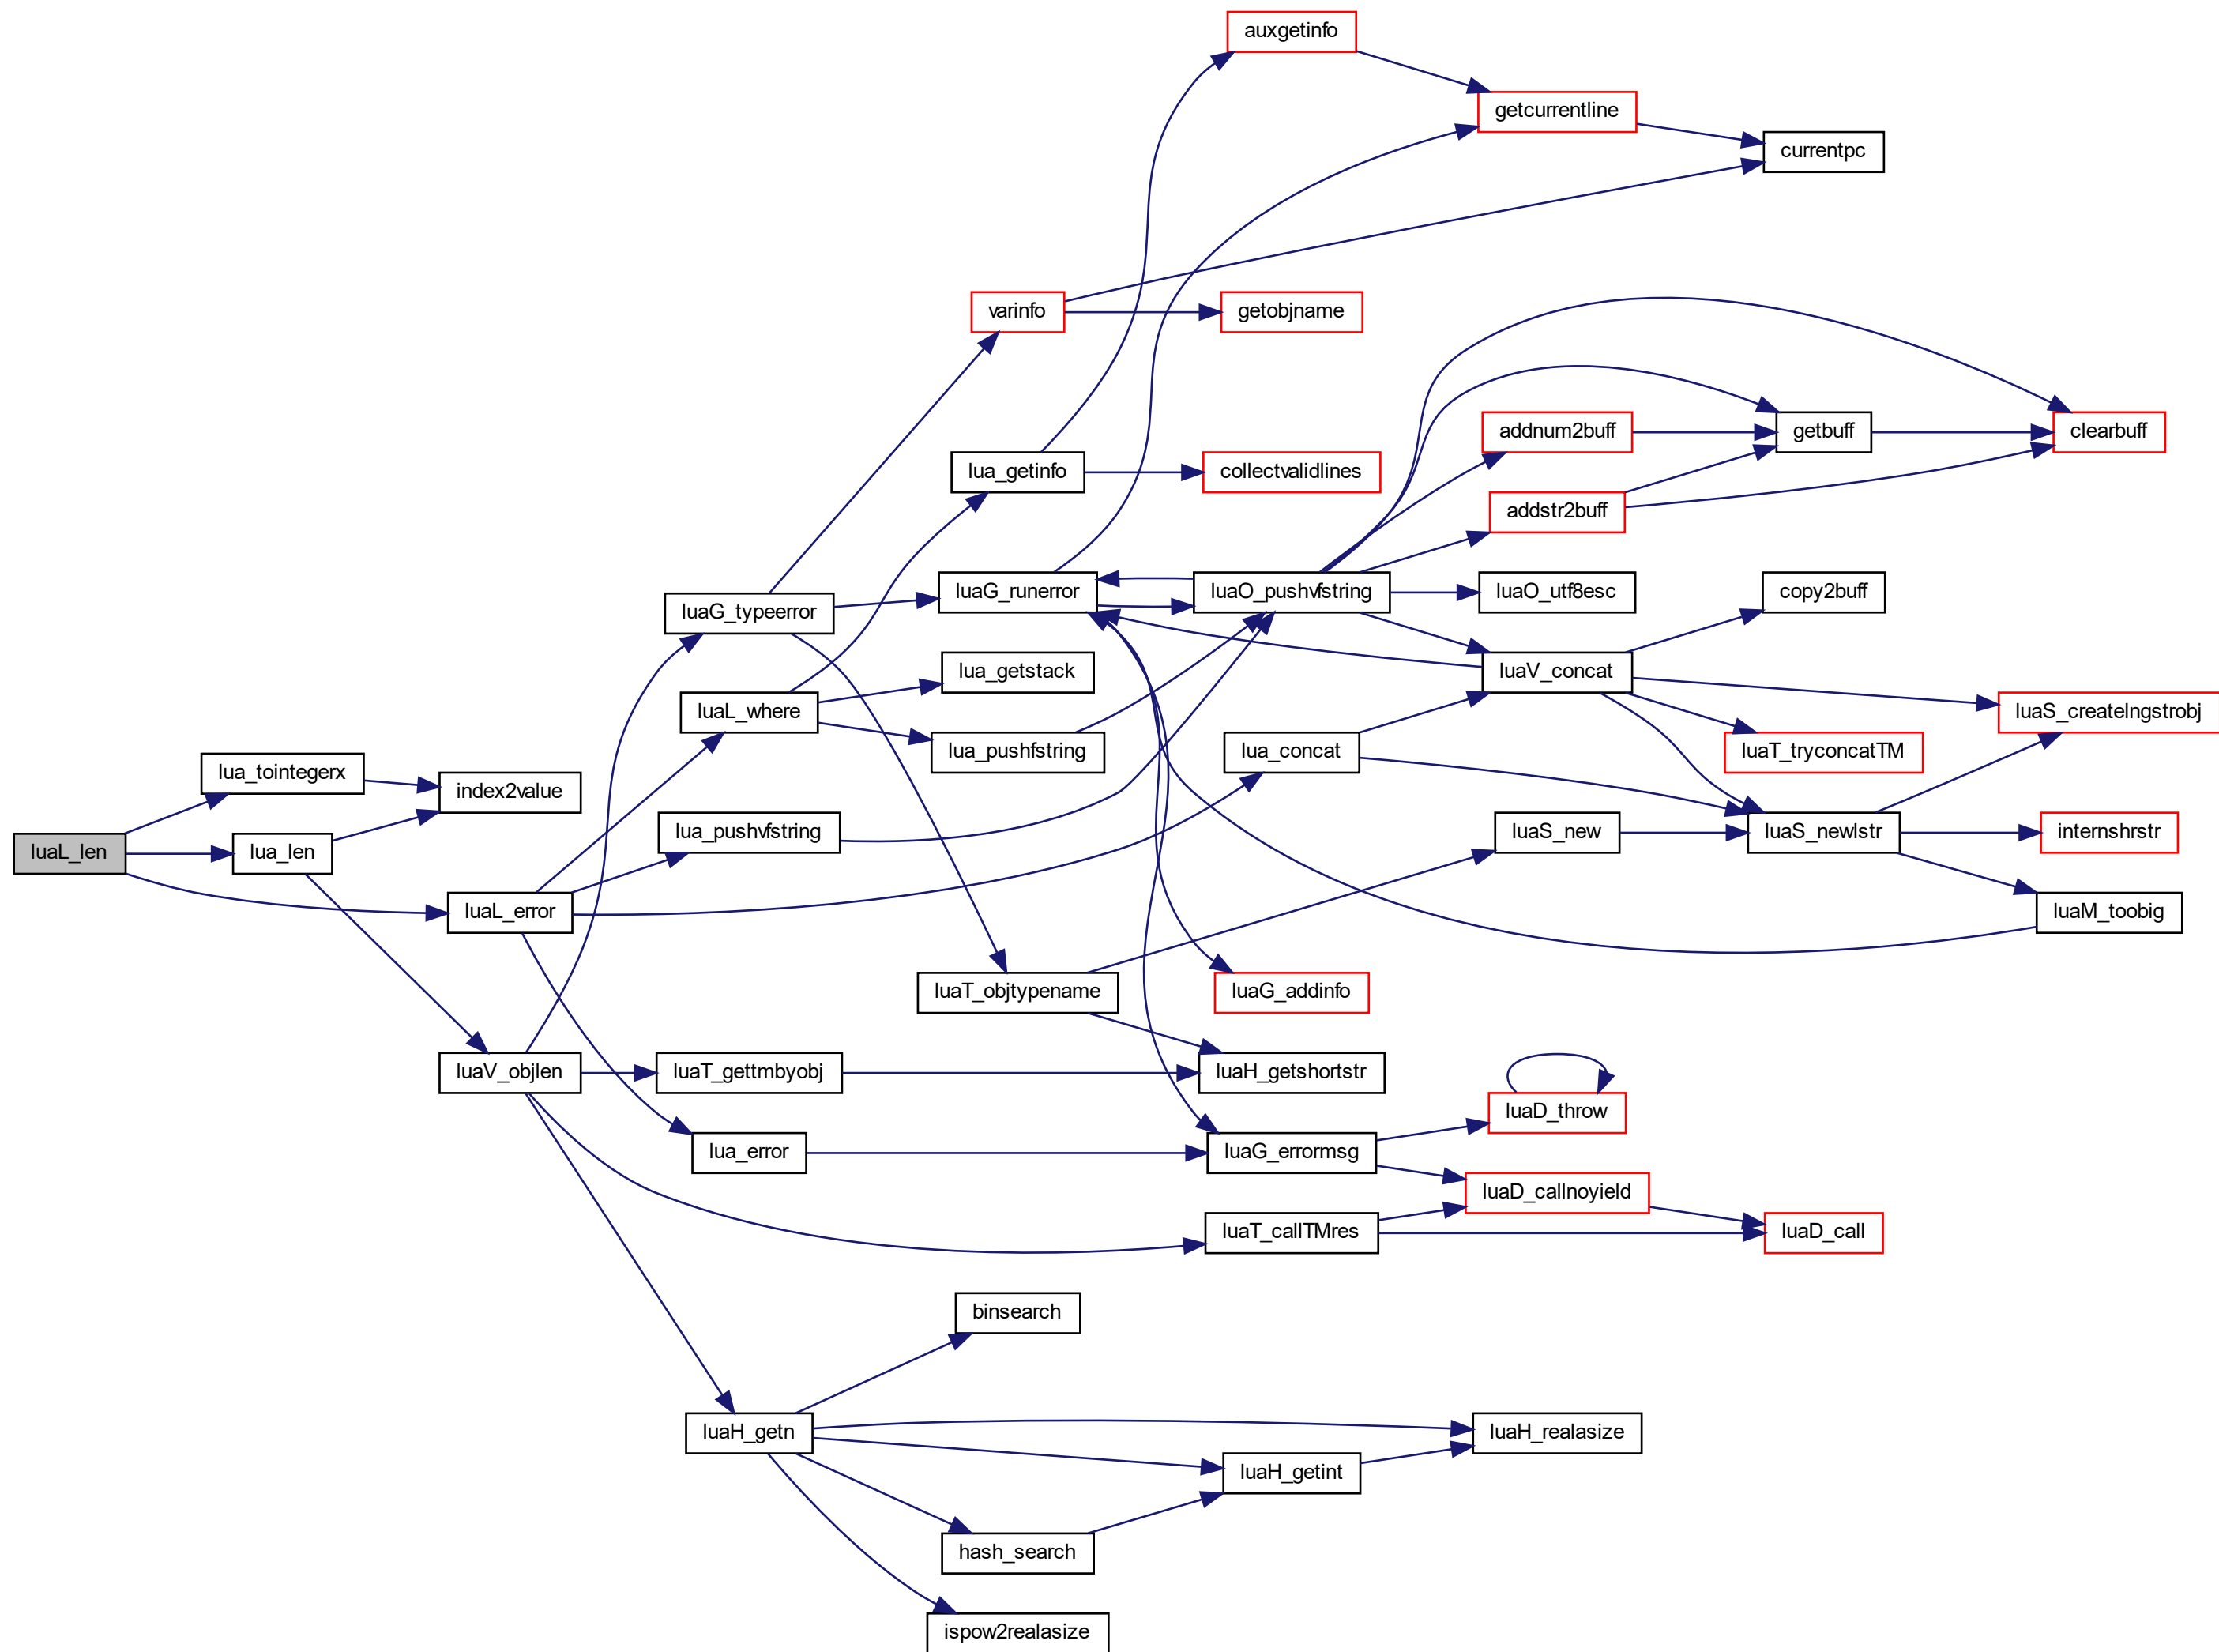 auxgetinfo
getcurrentline
currentpc
varinfo
getobjname
addnum2buff
getbuff
clearbuff
lua_getinfo
collectvalidlines
addstr2buff
luaG_typeerror
luaG_runerror
luaO_pushvfstring
luaO_utf8esc
copy2buff
lua_getstack
luaV_concat
luaL_where
luaS_createlngstrobj
lua_pushfstring
lua_concat
luaT_tryconcatTM
lua_tointegerx
index2value
lua_pushvfstring
luaS_new
luaS_newlstr
internshrstr
luaL_len
lua_len
luaL_error
luaM_toobig
luaT_objtypename
luaG_addinfo
luaV_objlen
luaT_gettmbyobj
luaH_getshortstr
luaD_throw
lua_error
luaG_errormsg
luaD_callnoyield
luaT_callTMres
luaD_call
binsearch
luaH_getn
luaH_realasize
luaH_getint
hash_search
ispow2realasize